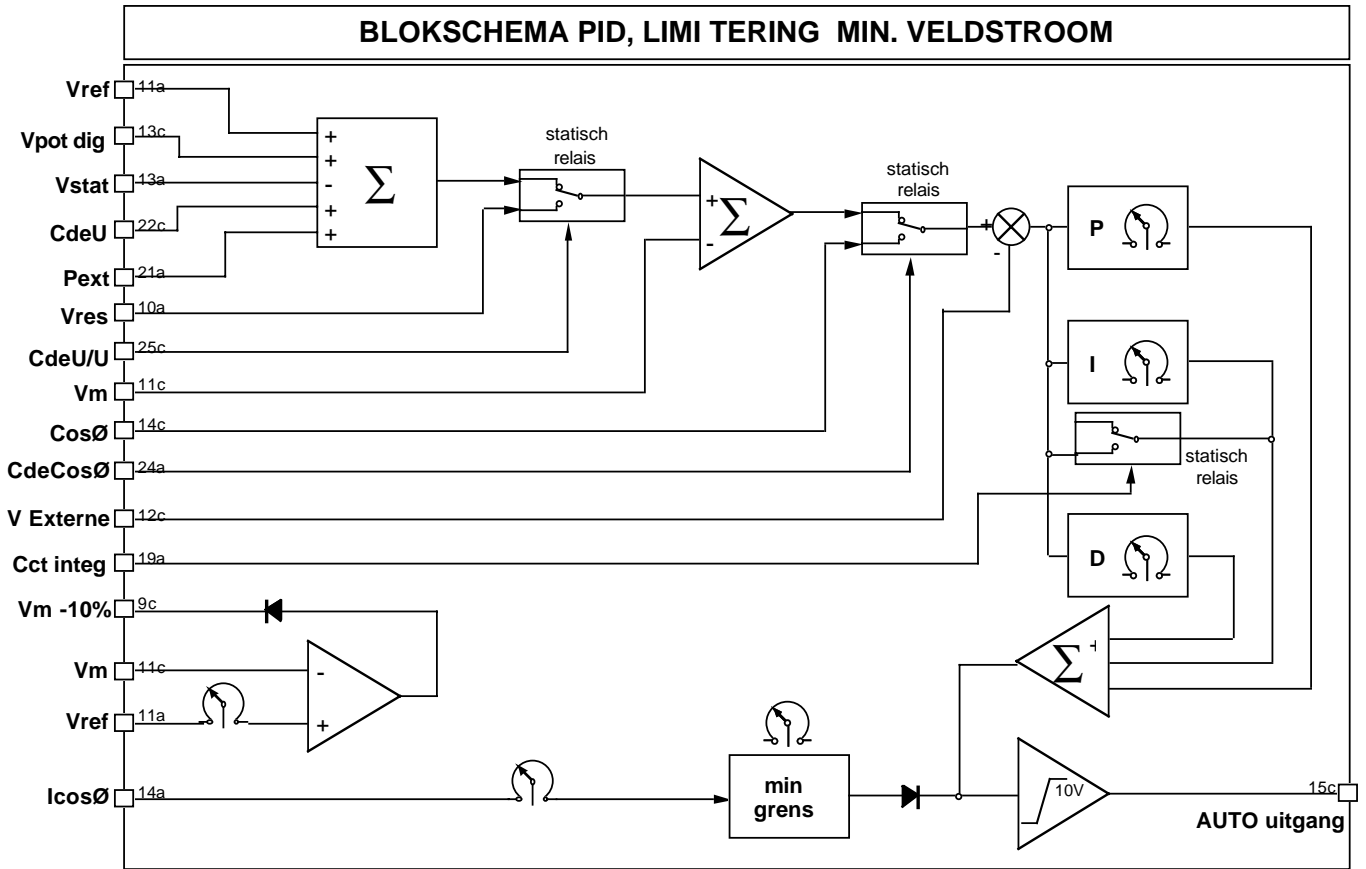 BLOKSCHEMA PID, LIMI TERING MIN. VELDSTROOM
Vref 11a
Vpot dig 13c
Vstat 13a
CdeU 22c
Pext 21a
Vres 10a
CdeU/U 25c
Vm 11c
CosØ 14c
CdeCosØ 24a
V Externe 12c
Cct integ 19a
Vm -10% 9c
Vm 11c
Vref 11a
IcosØ 14a
+
+
-
+
+
Σ
statisch
relais
+
-
Σ
statisch
relais
+
-
P
I
statisch
relais
D
Σ +
-
+
min
grens
10V
15c
AUTO uitgang